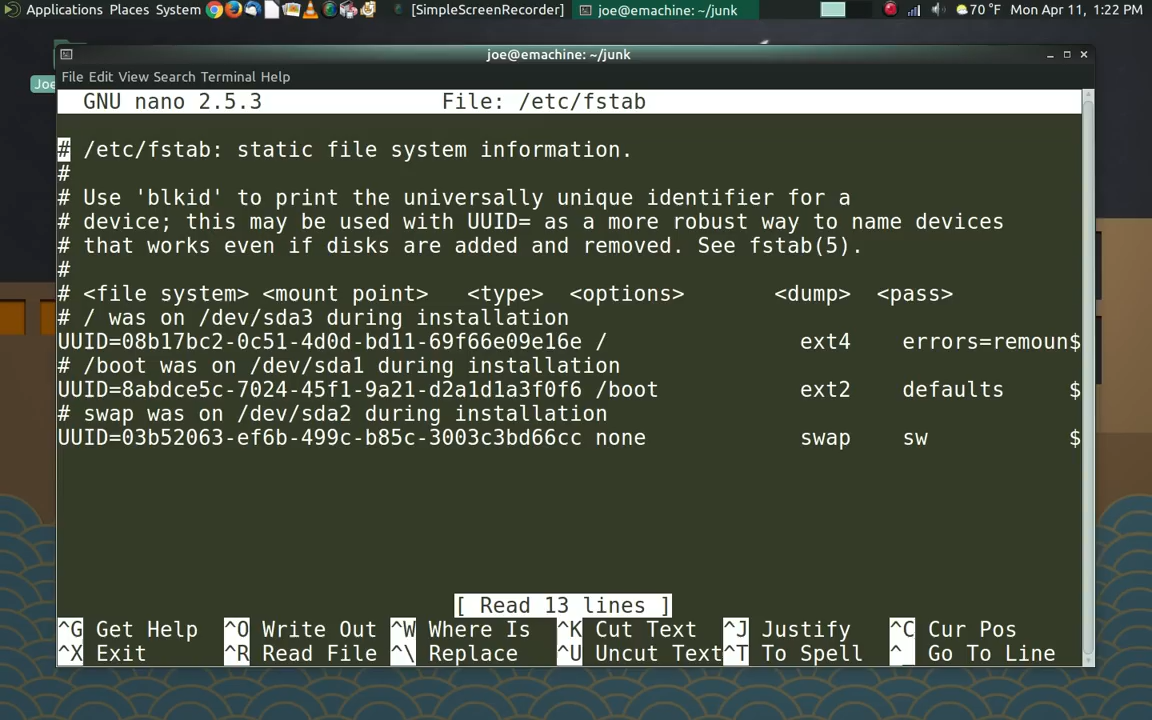 Applications Places System [SimpleScreenRecorder] joe@emachine: ~/junk 70 °F Mon Apr 11, 1:22 PM
Joe
joe@emachine: ~/junk
File Edit View Search Terminal Help
GNU nano 2.5.3 File: /etc/fstab
# /etc/fstab: static file system information.
#
# Use 'blkid' to print the universally unique identifier for a
# device; this may be used with UUID= as a more robust way to name devices
# that works even if disks are added and removed. See fstab(5).
#
# <file system> <mount point> <type> <options> <dump> <pass>
# / was on /dev/sda3 during installation
UUID=08b17bc2-0c51-4d0d-bd11-69f66e09e16e / ext4 errors=remoun$
# /boot was on /dev/sda1 during installation
UUID=8abdce5c-7024-45f1-9a21-d2a1d1a3f0f6 /boot ext2 defaults $
# swap was on /dev/sda2 during installation
UUID=03b52063-ef6b-499c-b85c-3003c3bd66cc none swap sw $
[ Read 13 lines ]
^G Get Help ^O Write Out ^W Where Is ^K Cut Text ^J Justify ^C Cur Pos
^X Exit ^R Read File ^\ Replace ^U Uncut Text ^T To Spell ^_ Go To Line